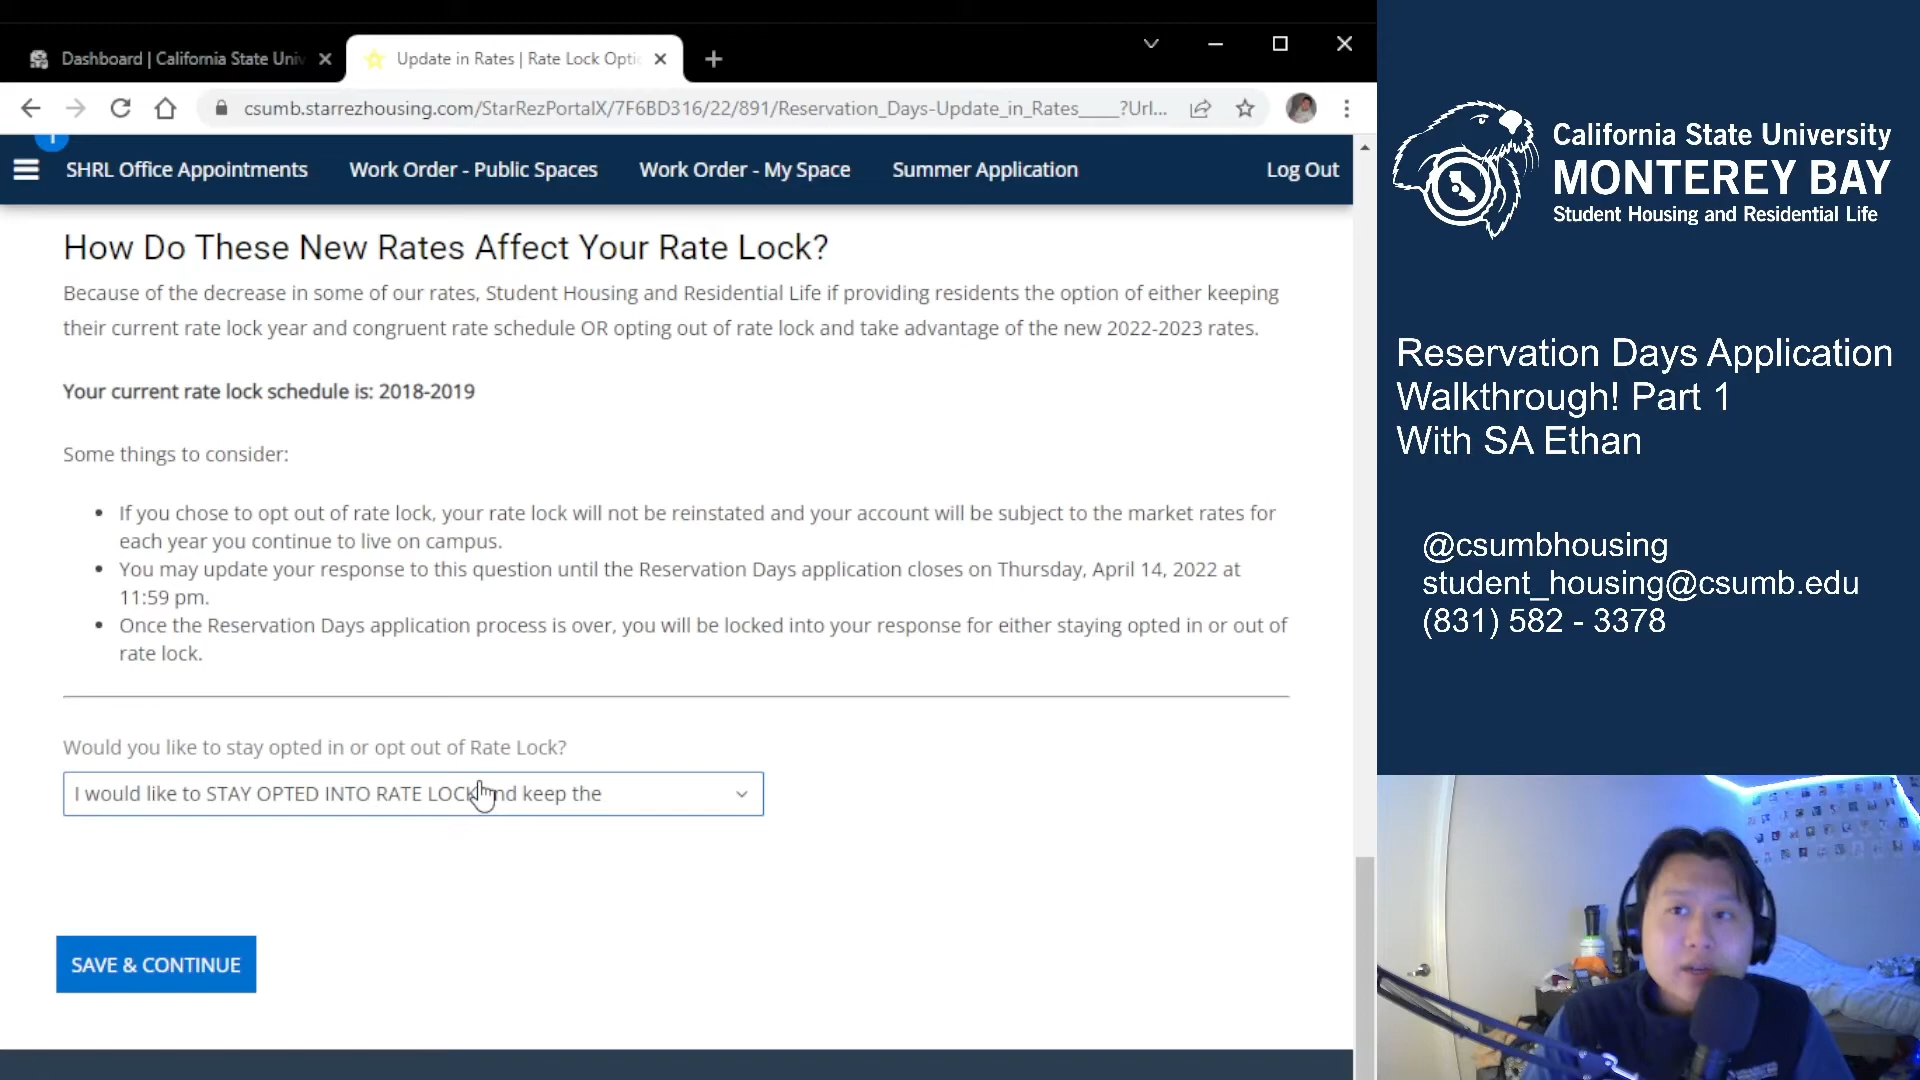 Dashboard | California State Univ
Update in Rates | Rate Lock Optio
csumb.starrezhousing.com/StarRezPortalX/7F6BD316/22/891/Reservation_Days-Update_in_Rates____?Url...
SHRL Office Appointments
Work Order - Public Spaces
Work Order - My Space
Summer Application
Log Out
How Do These New Rates Affect Your Rate Lock?
Because of the decrease in some of our rates, Student Housing and Residential Life if providing residents the option of either keeping
their current rate lock year and congruent rate schedule OR opting out of rate lock and take advantage of the new 2022-2023 rates.
Your current rate lock schedule is: 2018-2019
Some things to consider:
• If you chose to opt out of rate lock, your rate lock will not be reinstated and your account will be subject to the market rates for
each year you continue to live on campus.
• You may update your response to this question until the Reservation Days application closes on Thursday, April 14, 2022 at
11:59 pm.
• Once the Reservation Days application process is over, you will be locked into your response for either staying opted in or out of
rate lock.
Would you like to stay opted in or opt out of Rate Lock?
I would like to STAY OPTED INTO RATE LOCK and keep the
SAVE & CONTINUE
California State University
MONTEREY BAY
Student Housing and Residential Life
Reservation Days Application
Walkthrough! Part 1
With SA Ethan
@csumbhousing
student_housing@csumb.edu
(831) 582 - 3378